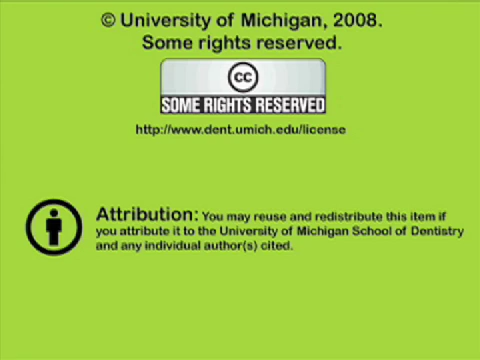 © University of Michigan, 2008.
Some rights reserved.
cc
SOME RIGHTS RESERVED
http://www.dent.umich.edu/license
Attribution: You may reuse and redistribute this item if
you attribute it to the University of Michigan School of Dentistry
and any individual author(s) cited.